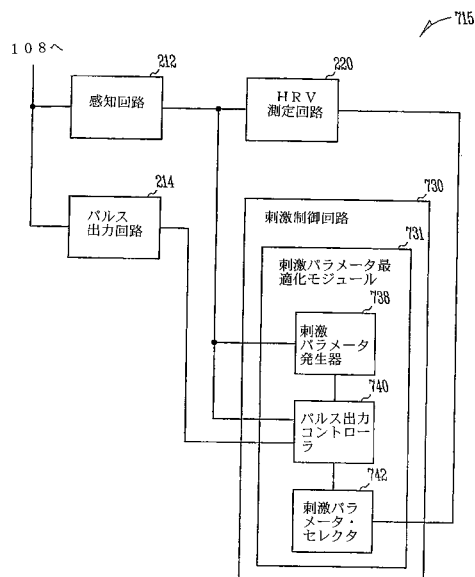 715
108へ
212
感知回路
220
HRV
測定回路
214
パルス
出力回路
730
刺激制御回路
731
刺激パラメータ最
適化モジュール
738
刺激
パラメータ
発生器
740
パルス出力
コントロー
ラ
742
刺激パラ
メータ・
セレクタ